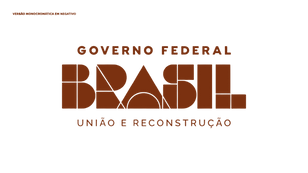 VERSÃO MONOCROMÁTICA EM NEGATIVO
GOVERNO FEDERAL
BRASIL
UNIÃO E RECONSTRUÇÃO